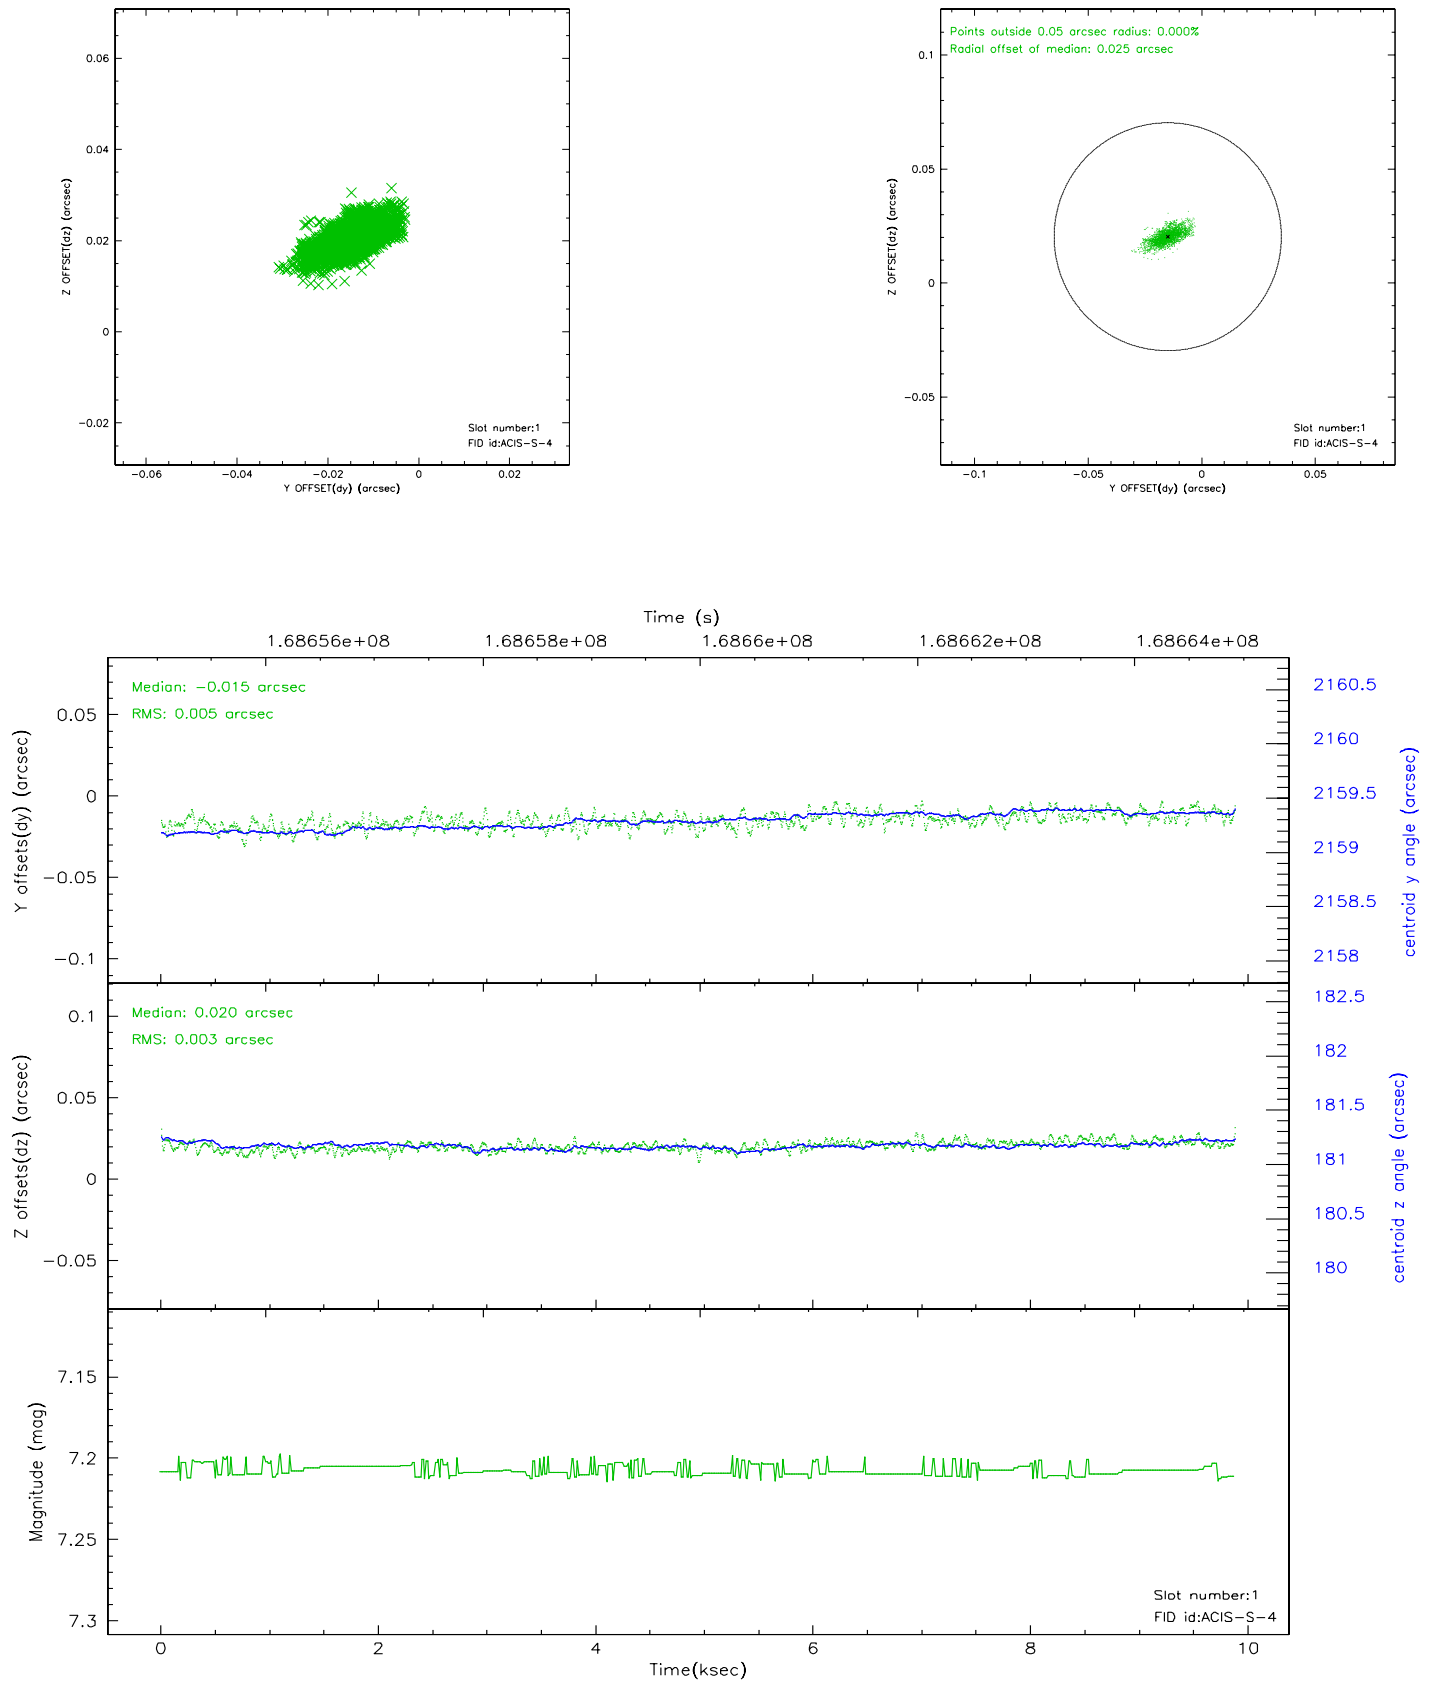 0.06
0.04
0.02
0
−0.02
Z OFFSET(dz) (arcsec)
Slot number:1
FID id:ACIS−S−4
−0.06 −0.04 −0.02 0 0.02
Y OFFSET(dy) (arcsec)
Points outside 0.05 arcsec radius: 0.000%
Radial offset of median: 0.025 arcsec
0.1
0.05
0
−0.05
Z OFFSET(dz) (arcsec)
Slot number:1
FID id:ACIS−S−4
−0.1 −0.05 0 0.05
Y OFFSET(dy) (arcsec)
Time (s)
1.68656e+08 1.68658e+08 1.6866e+08 1.68662e+08 1.68664e+08
Median: −0.015 arcsec
RMS: 0.005 arcsec
0.05
0
−0.05
−0.1
Y offsets(dy) (arcsec)
2160.5
2160
2159.5
2159
2158.5
2158
centroid y angle (arcsec)
Median: 0.020 arcsec
RMS: 0.003 arcsec
0.1
0.05
0
−0.05
Z offsets(dz) (arcsec)
182.5
182
181.5
181
180.5
180
centroid z angle (arcsec)
7.15
7.2
7.25
7.3
Magnitude (mag)
Slot number:1
FID id:ACIS−S−4
0 2 4 6 8 10
Time(ksec)